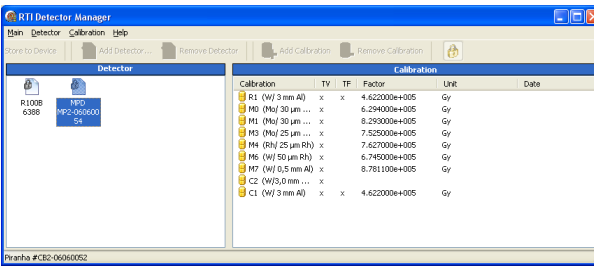 RTI Detector Manager
Main Detector Calibration Help
Store to Device Add Detector... Remove Detector Add Calibration Remove Calibration
Detector
R100B
6388
MPD
MP2-060600
54
Calibration
Calibration TV TF Factor Unit Date
R1 (W/ 3 mm Al) x x 4.622000e+005 Gy
M0 (Mo/ 30 µm ... x 6.294000e+005 Gy
M1 (Mo/ 30 µm ... x 8.293000e+005 Gy
M3 (Mo/ 25 µm ... x 7.525000e+005 Gy
M4 (Rh/ 25 µm Rh) x 7.627000e+005 Gy
M6 (W/ 50 µm Rh) x 6.745000e+005 Gy
M7 (W/ 0,5 mm Al) x 8.781100e+005 Gy
C2 (W/3,0 mm ... x
C1 (W/ 3 mm Al) x x 4.622000e+005 Gy
Piranha #CB2-06060052